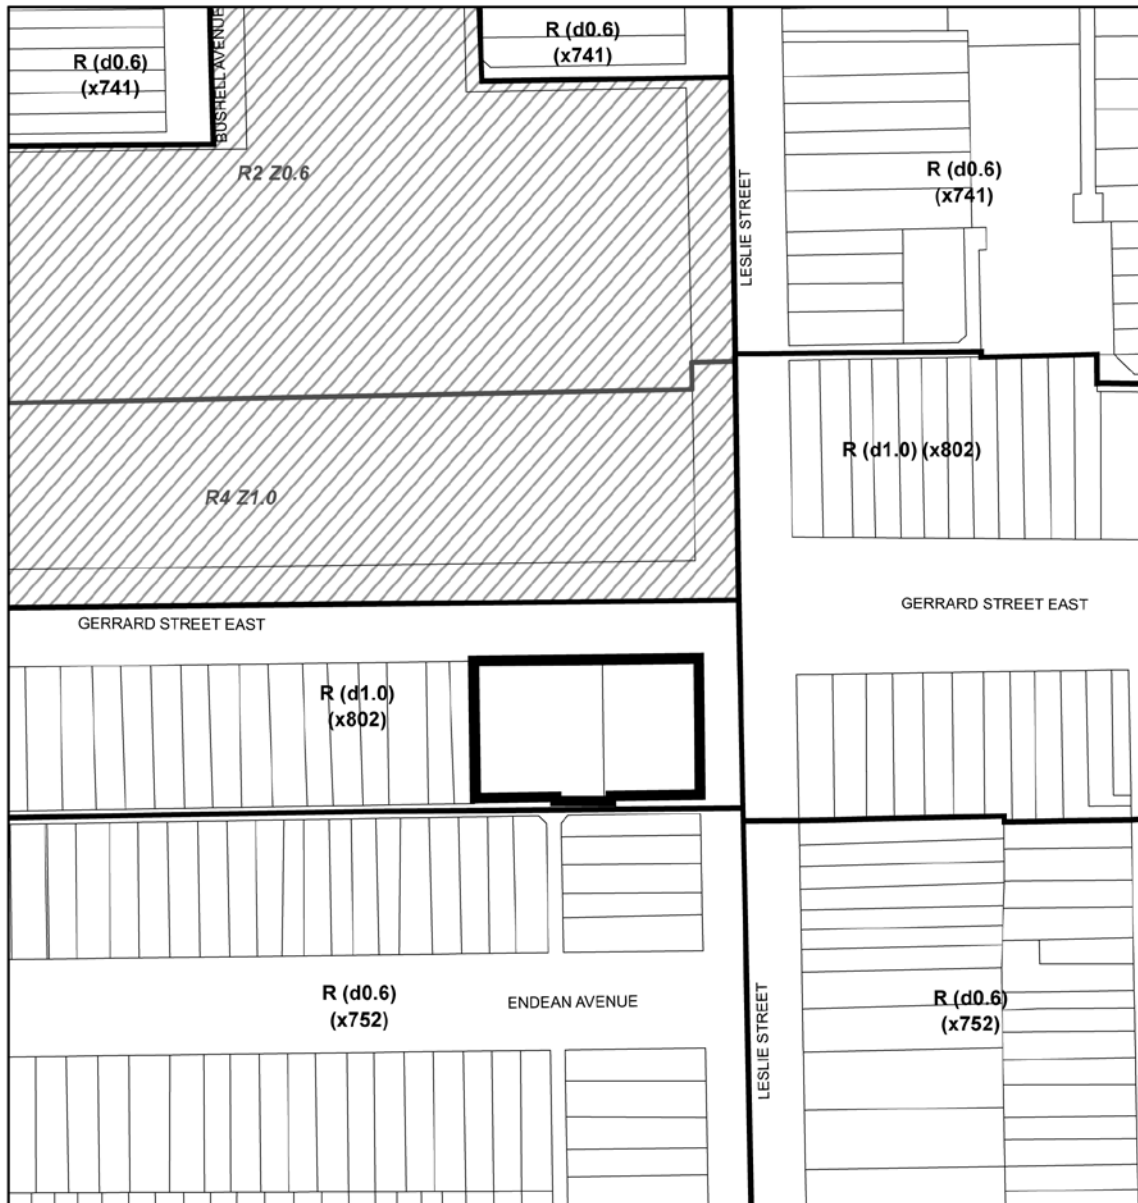 R (d0.6)
(x741)
BUSHELL AVENUE
R (d0.6)
(x741)
R2 Z0.6
LESLIE STREET
R (d0.6)
(x741)
R4 Z1.0
R (d1.0) (x802)
GERRARD STREET EAST
GERRARD STREET EAST
R (d1.0)
(x802)
R (d0.6)
(x752)
ENDEAN AVENUE
LESLIE STREET
R (d0.6)
(x752)